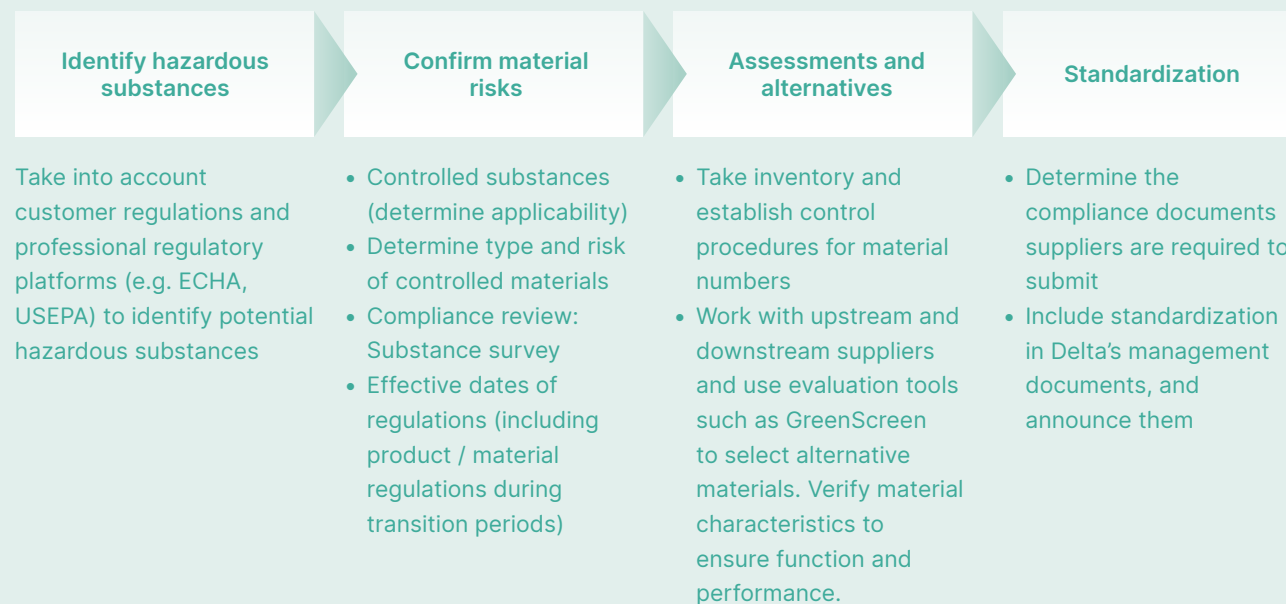 Identify hazardous
substances
Confirm material
risks
Assessments and
alternatives
Standardization
Take into account
customer regulations and
professional regulatory
platforms (e.g. ECHA,
USEPA) to identify potential
hazardous substances
• Controlled substances
(determine applicability)
• Determine type and risk
of controlled materials
• Compliance review:
Substance survey
• Effective dates of
regulations (including
product / material
regulations during
transition periods)
• Take inventory and
establish control
procedures for material
numbers
• Work with upstream and
downstream suppliers
and use evaluation tools
such as GreenScreen
to select alternative
materials. Verify material
characteristics to
ensure function and
performance.
• Determine the
compliance documents
suppliers are required to
submit
• Include standardization
in Delta’s management
documents, and
announce them